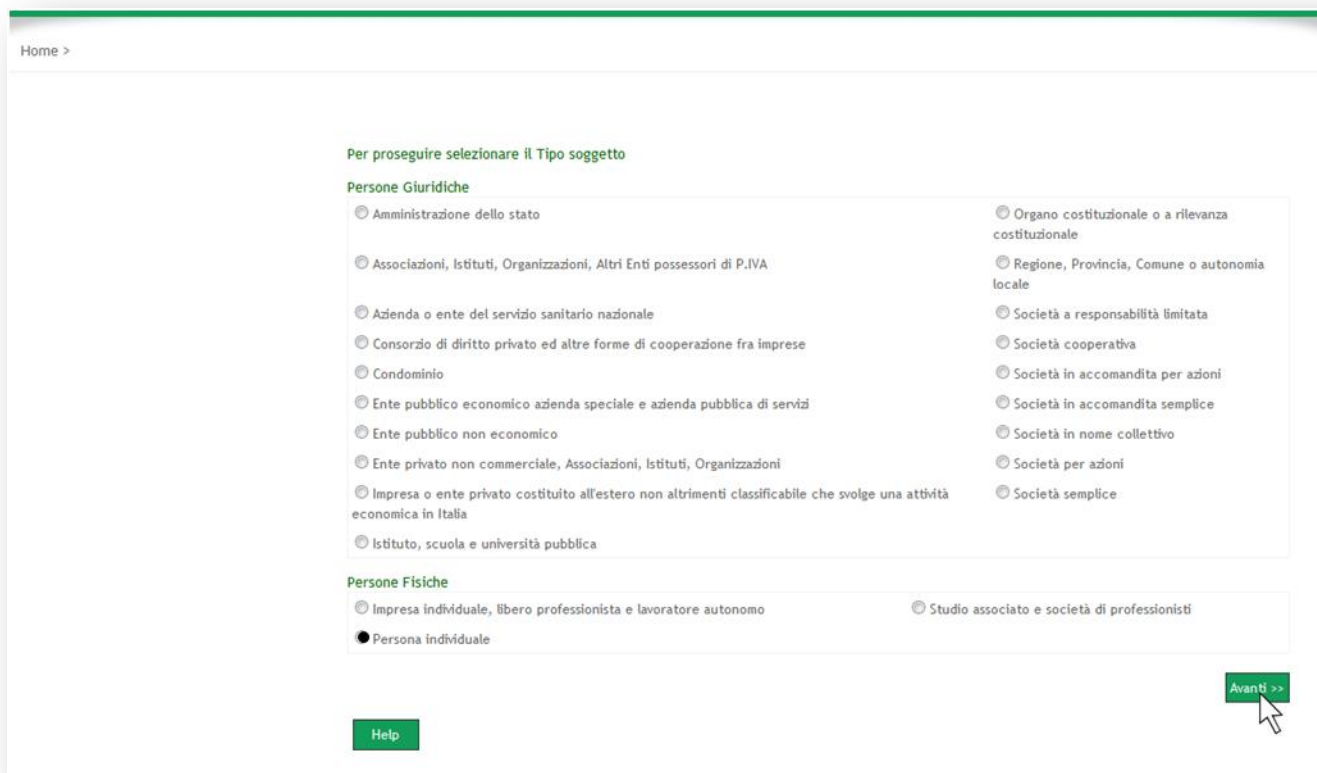 Home >
Per proseguire selezionare il Tipo soggetto
Persone Giuridiche
Amministrazione dello stato
Organo costituzionale o a rilevanza
costituzionale
Associazioni, Istituti, Organizzazioni, Altri Enti possessori di P.IVA
Regione, Provincia, Comune o autonomia
locale
Azienda o ente del servizio sanitario nazionale
Società a responsabilità limitata
Consorzio di diritto privato ed altre forme di cooperazione fra imprese
Società cooperativa
Condominio
Società in accomandita per azioni
Ente pubblico economico azienda speciale e azienda pubblica di servizi
Società in accomandita semplice
Ente pubblico non economico
Società in nome collettivo
Ente privato non commerciale, Associazioni, Istituti, Organizzazioni
Società per azioni
Impresa o ente privato costituito all'estero non altrimenti classificabile che svolge una attività
economica in Italia
Società semplice
Istituto, scuola e università pubblica
Persone Fisiche
Impresa individuale, libero professionista e lavoratore autonomo
Studio associato e società di professionisti
Persona individuale
Avanti >>
Help